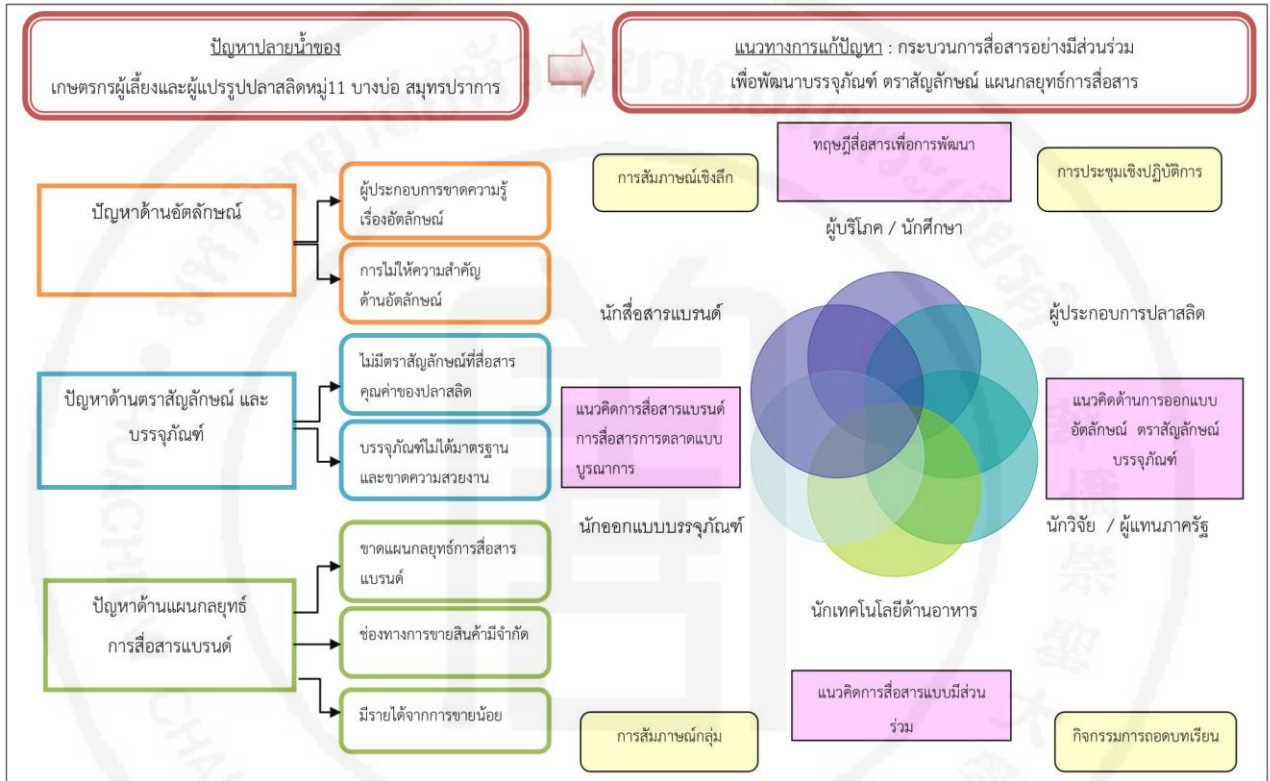 ปัญหาปลายน้ำของ
เกษตรกรผู้เลี้ยงและผู้แปรรูปปลาสลิดหมู่11 บางบ่อ สมุทรปราการ
แนวทางการแก้ปัญหา : กระบวนการสื่อสารอย่างมีส่วนร่วม
เพื่อพัฒนาบรรจุภัณฑ์ ตราสัญลักษณ์ แผนกลยุทธ์การสื่อสาร
ปัญหาด้านอัตลักษณ์
ผู้ประกอบการขาดความรู้
เรื่องอัตลักษณ์
การไม่ให้ความสำคัญ
ด้านอัตลักษณ์
ปัญหาด้านตราสัญลักษณ์ และ
บรรจุภัณฑ์
ไม่มีตราสัญลักษณ์ที่สื่อสาร
คุณค่าของปลาสลิด
บรรจุภัณฑ์ไม่ได้มาตรฐาน
และขาดความสวยงาน
ปัญหาด้านแผนกลยุทธ์
การสื่อสารแบรนด์
ขาดแผนกลยุทธ์การสื่อสาร
แบรนด์
ช่องทางการขายสินค้ามีจำกัด
มีรายได้จากการขายน้อย
การสัมภาษณ์เชิงลึก
ทฤษฎีสื่อสารเพื่อการพัฒนา
การประชุมเชิงปฏิบัติการ
ผู้บริโภค / นักศึกษา
นักสื่อสารแบรนด์
ผู้ประกอบการปลาสลิด
แนวคิดการสื่อสารแบรนด์
การสื่อสารการตลาดแบบ
บูรณาการ
แนวคิดด้านการออกแบบ
อัตลักษณ์ ตราสัญลักษณ์
บรรจุภัณฑ์
นักออกแบบบรรจุภัณฑ์
นักวิจัย / ผู้แทนภาครัฐ
นักเทคโนโลยีด้านอาหาร
แนวคิดการสื่อสารแบบมีส่วน
ร่วม
การสัมภาษณ์กลุ่ม
กิจกรรมการถอดบทเรียน